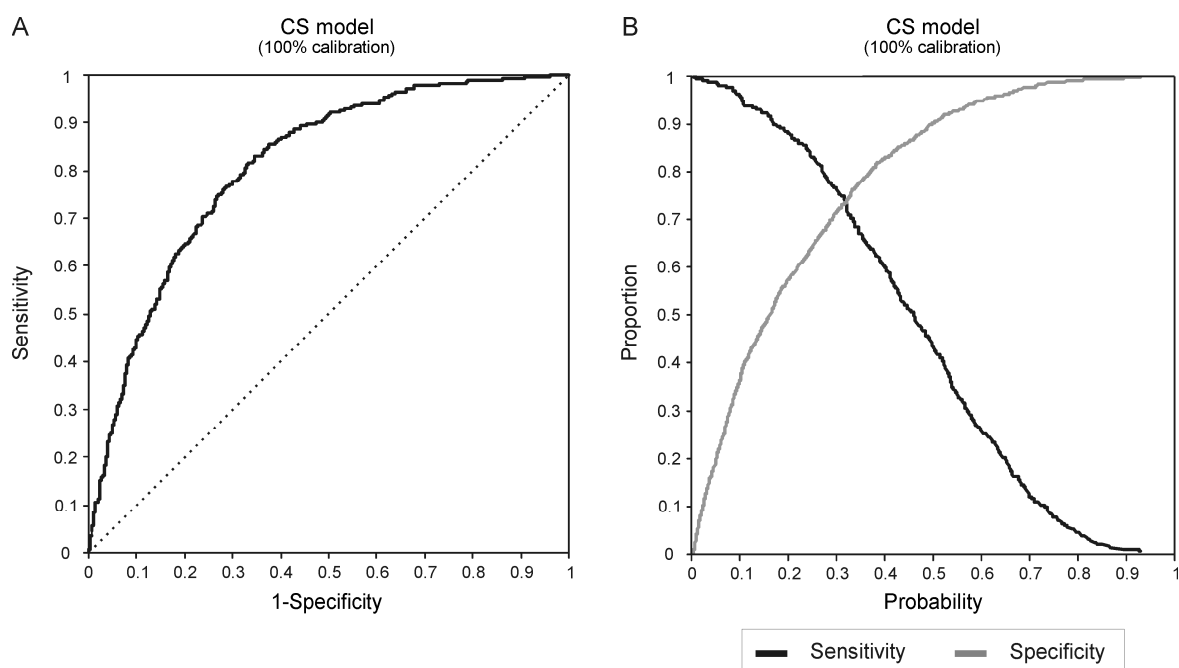 A
CS model
(100% calibration)
1
0.9
0.8
0.7
0.6
0.5
0.4
0.3
0.2
0.1
0
Sensitivity
0 0.1 0.2 0.3 0.4 0.5 0.6 0.7 0.8 0.9 1
1-Specificity
B
CS model
(100% calibration)
1
0.9
0.8
0.7
0.6
0.5
0.4
0.3
0.2
0.1
0
Proportion
0 0.1 0.2 0.3 0.4 0.5 0.6 0.7 0.8 0.9 1
Probability
Sensitivity Specificity